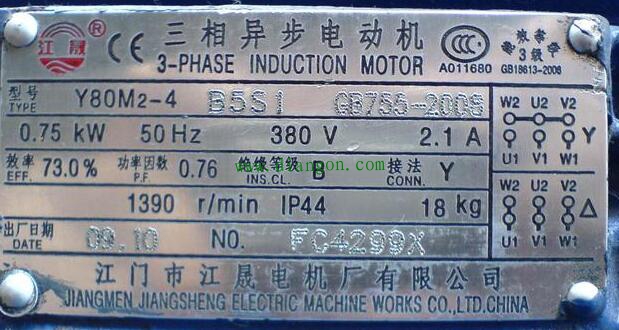 江晟 CE 三相异步电动机 CCC 能效等
3-PHASE INDUCTION MOTOR A011680 3级
GB18613-2006
型号 TYPE Y80M2-4 B5S1 GB755-2008
0.75 kW 50 Hz 380 V 2.1 A
效率 EFF. 73.0% 功率因数 P.F. 0.76 绝缘等级 INS.CL. B 接法 CONN. Y
1390 r/min IP44 18 kg
出厂日期 DATE 09.10 NO. FC4299X
W2 U2 V2
Y
U1 V1 W1
W2 U2 V2
△
U1 V1 W1
江门市江晟电机厂有限公司
JIANGMEN JIANGSHENG ELECTRIC MACHINE WORKS CO.,LTD.CHINA